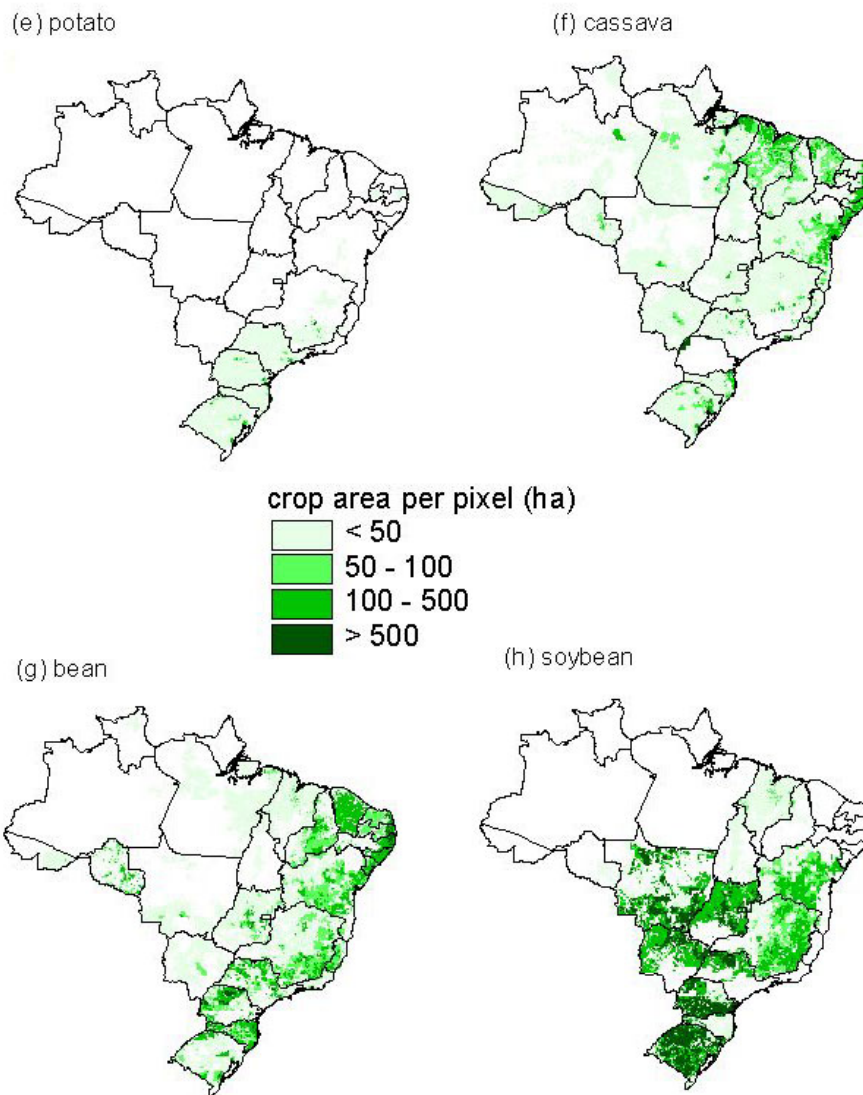 (e) potato
(f) cassava
crop area per pixel (ha)
< 50
50 - 100
100 - 500
> 500
(g) bean
(h) soybean